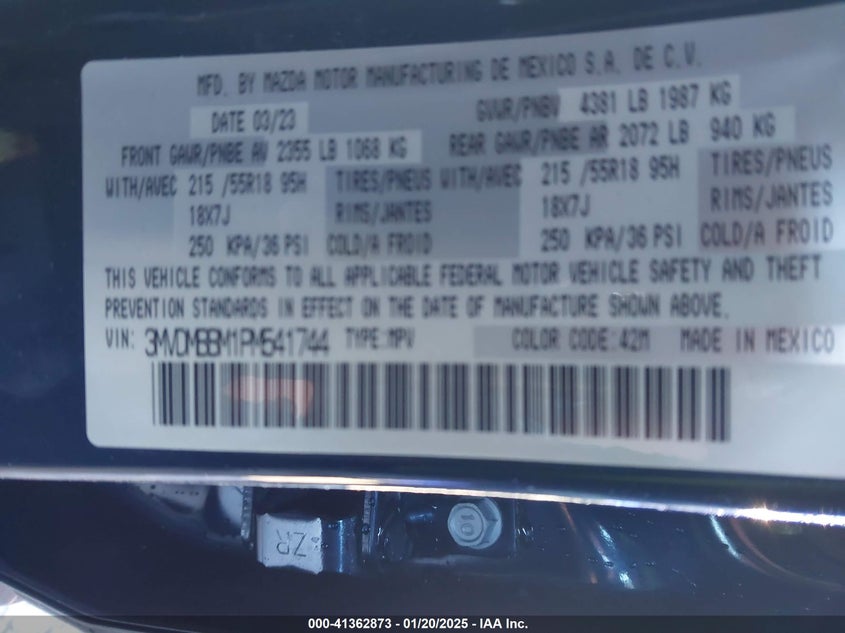 MFD. BY MAZDA MOTOR MANUFACTURING DE MEXICO S.A. DE C.V.
DATE 03/23 GVWR/PNBV 4381 LB 1987 KG
FRONT GAWR/PNBE AV 2355 LB 1068 KG REAR GAWR/PNBE AR 2072 LB 940 KG
WITH/AVEC 215 /55R18 95H TIRES/PNEUS WITH/AVEC 215 /55R18 95H TIRES/PNEUS
18X7J RIMS/JANTES 18X7J RIMS/JANTES
250 KPA/36 PSI COLD/A FROID 250 KPA/36 PSI COLD/A FROID
THIS VEHICLE CONFORMS TO ALL APPLICABLE FEDERAL MOTOR VEHICLE SAFETY AND THEFT
PREVENTION STANDARDS IN EFFECT ON THE DATE OF MANUFACTURE SHOWN ABOVE.
VIN: 3MVDMBBM1PM541744 TYPE:MPV COLOR CODE:42M MADE IN MEXICO
ZR
10
000-41362873 — 01/20/2025 — IAA Inc.